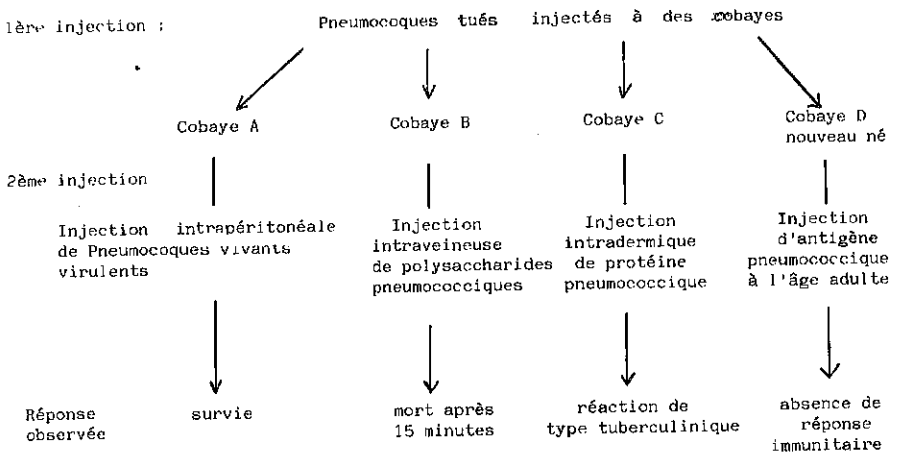 1ère injection : Pneumocoques tués injectés à des cobayes
Cobaye A Cobaye B Cobaye C Cobaye D
nouveau né
2ème injection
Injection intrapéritonéale
de Pneumocoques vivants
virulents
Injection
intraveineuse
de polysaccharides
pneumococciques
Injection
intradermique
de protéine
pneumococcique
Injection
d'antigène
pneumococcique
à l'âge adulte
Réponse
observée
survie
mort après
15 minutes
réaction de
type tuberculinique
absence de
réponse
immunitaire